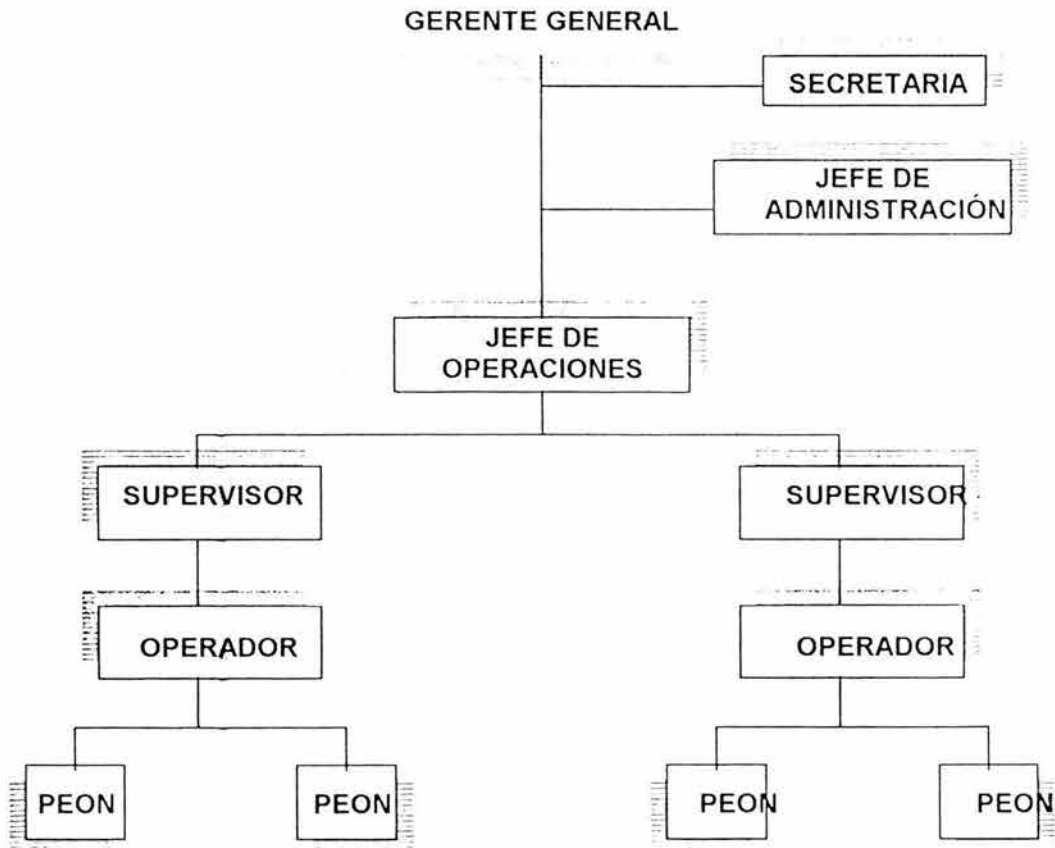 GERENTE GENERAL
SECRETARIA
JEFE DE
ADMINISTRACIÓN
JEFE DE
OPERACIONES
SUPERVISOR
SUPERVISOR
OPERADOR
OPERADOR
PEON
PEON
PEON
PEON